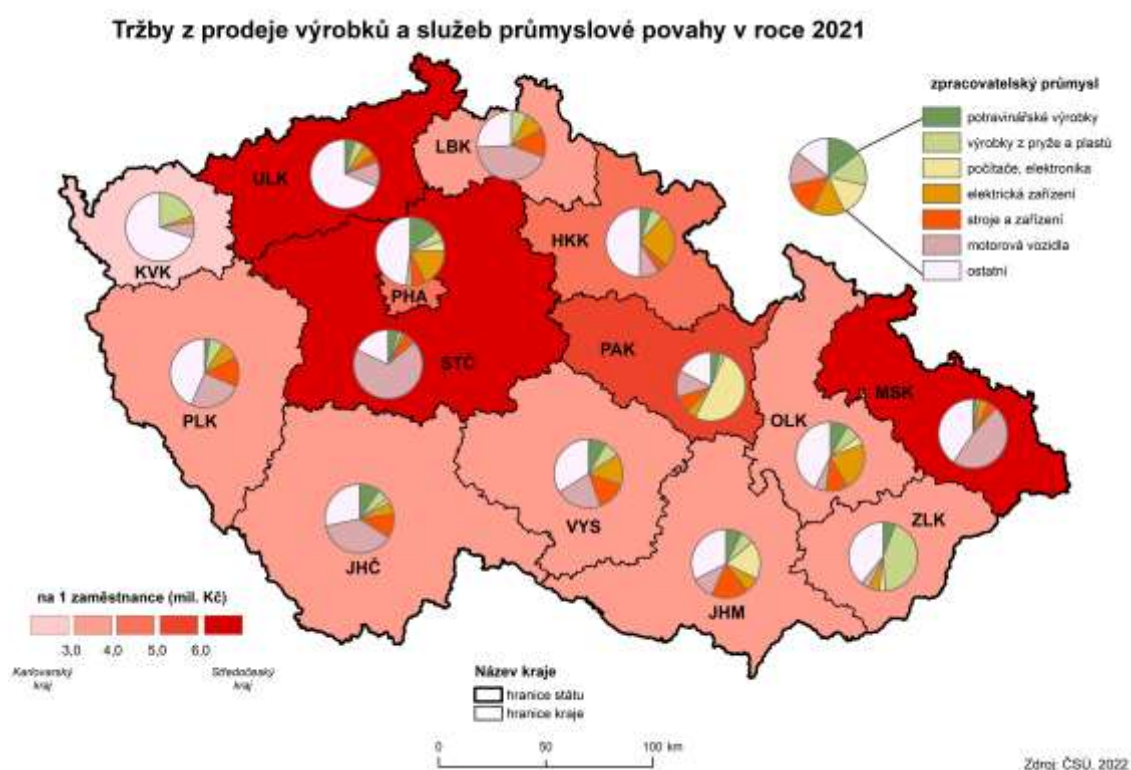 Tržby z prodeje výrobků a služeb průmyslové povahy v roce 2021
zpracovatelský průmysl
potravinářské výrobky
výrobky z pryže a plastů
počítače, elektronika
elektrická zařízení
stroje a zařízení
motorová vozidla
ostatní
LBK
ULK
KVK
HKK
PHA
PAK
STČ
PLK
MSK
OLK
VYS
ZLK
JHČ
JHM
na 1 zaměstnance (mil. Kč)
3,0 4,0 5,0 6,0
Karlovarský kraj
Středočeský kraj
Název kraje
hranice státu
hranice kraje
0 50 100 km
Zdroj: ČSÚ, 2022